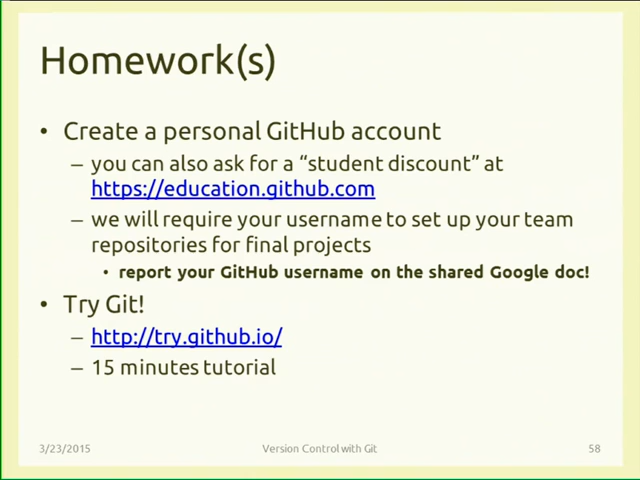 Homework(s)
• Create a personal GitHub account
– you can also ask for a “student discount” at
https://education.github.com
– we will require your username to set up your team
repositories for final projects
• report your GitHub username on the shared Google doc!
• Try Git!
– http://try.github.io/
– 15 minutes tutorial
3/23/2015 Version Control with Git 58